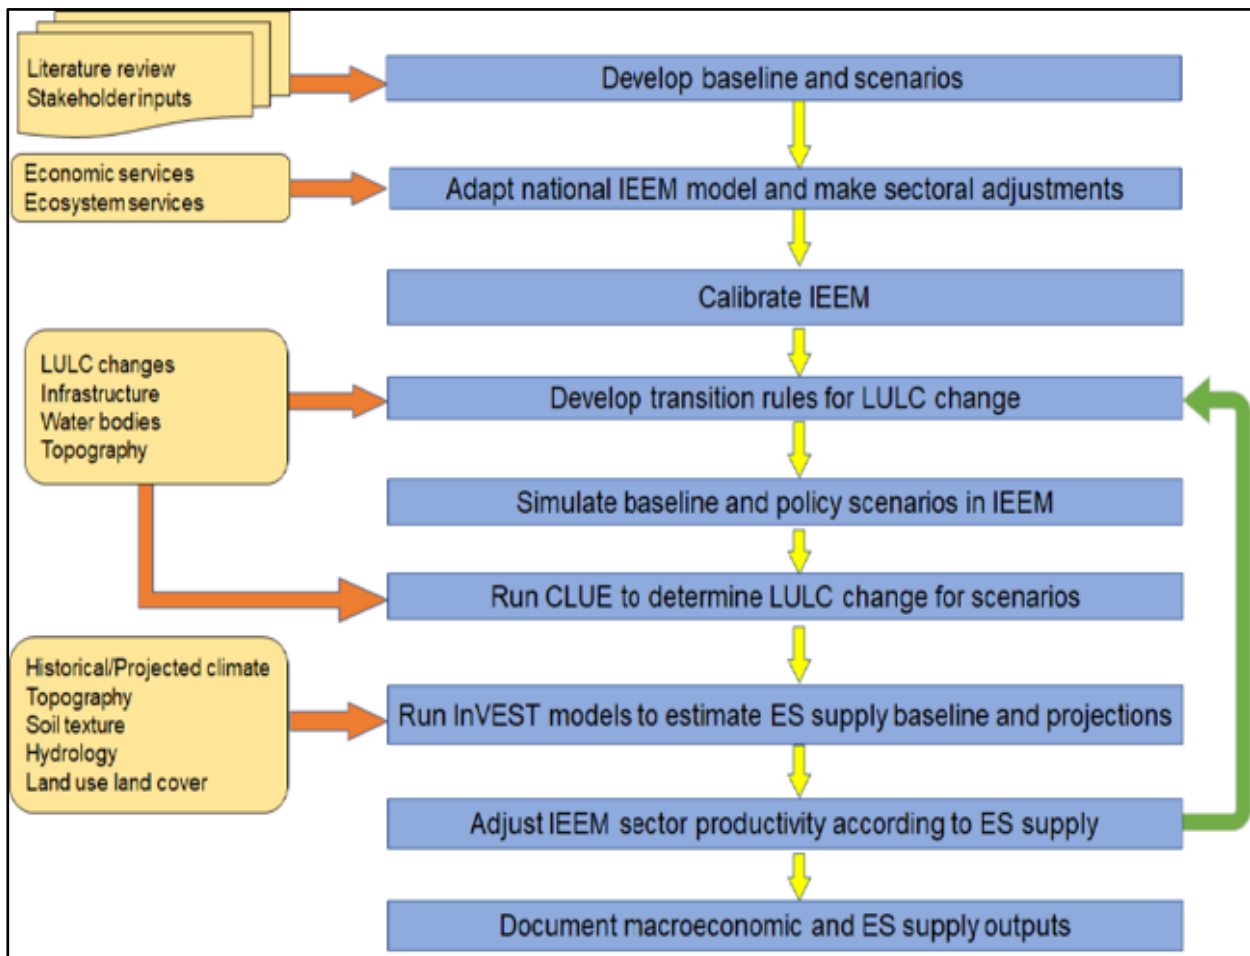 Literature review
Stakeholder inputs
Develop baseline and scenarios
Economic services
Ecosystem services
Adapt national IEEM model and make sectoral adjustments
Calibrate IEEM
LULC changes
Infrastructure
Water bodies
Topography
Develop transition rules for LULC change
Simulate baseline and policy scenarios in IEEM
Run CLUE to determine LULC change for scenarios
Historical/Projected climate
Topography
Soil texture
Hydrology
Land use land cover
Run InVEST models to estimate ES supply baseline and projections
Adjust IEEM sector productivity according to ES supply
Document macroeconomic and ES supply outputs